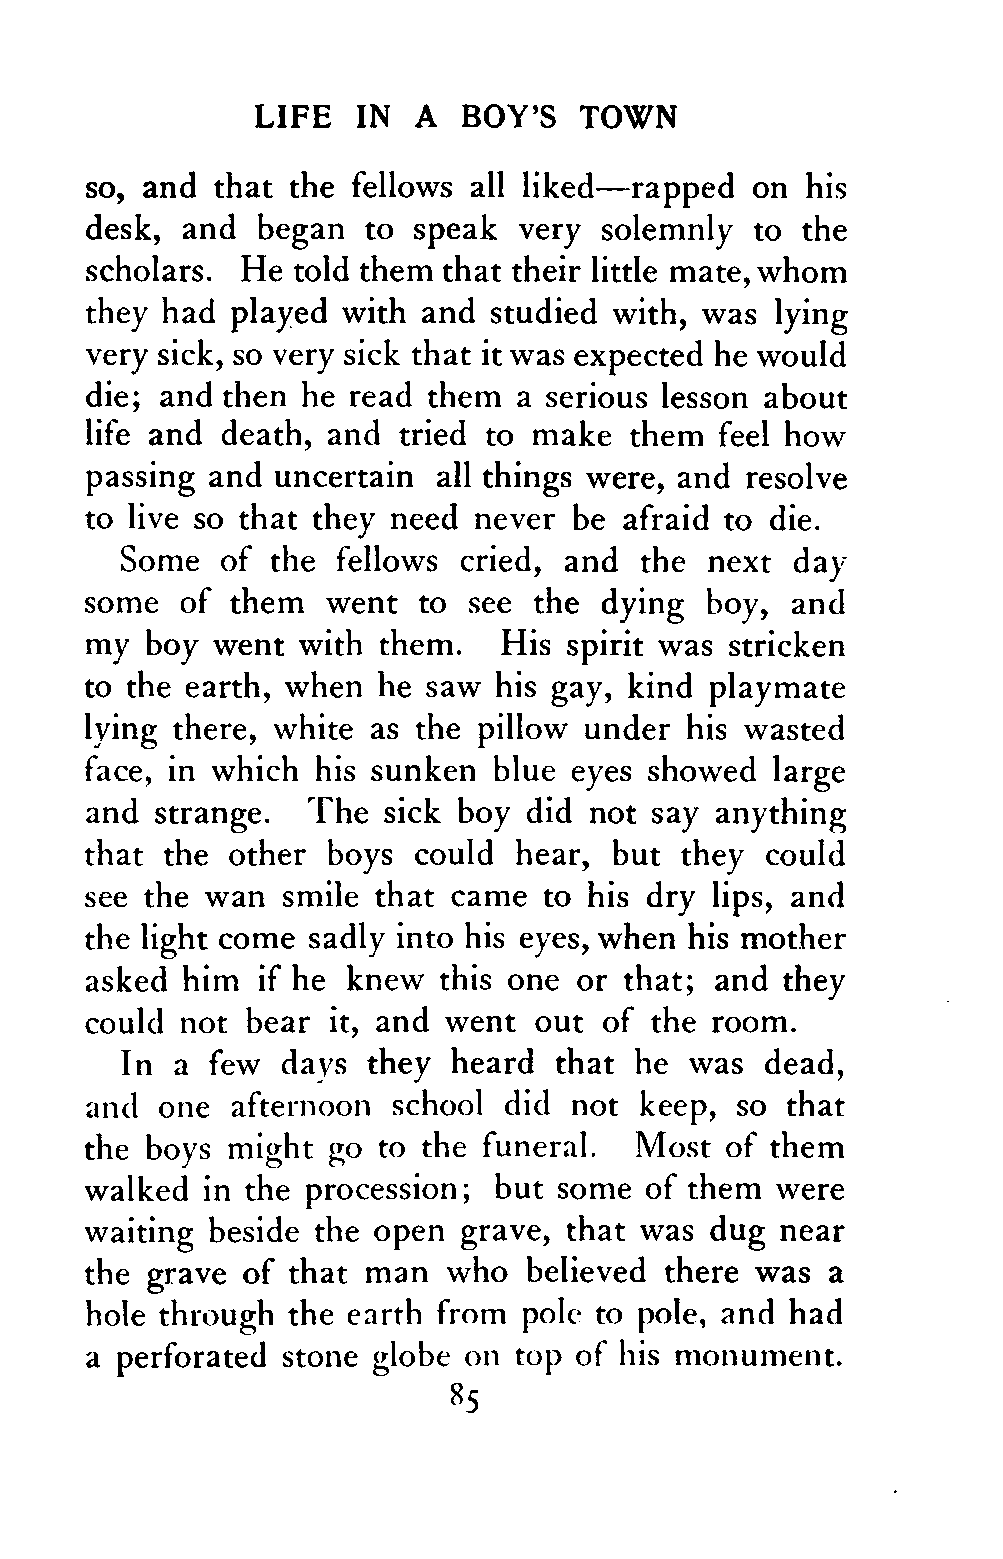 LIFE IN A BOY'S TOWN
so, and that the fellows all liked—rapped on his
desk, and began to speak very solemnly to the
scholars. He told them that their little mate, whom
they had played with and studied with, was lying
very sick, so very sick that it was expected he would
die; and then he read them a serious lesson about
life and death, and tried to make them feel how
passing and uncertain all things were, and resolve
to live so that they need never be afraid to die.
Some of the fellows cried, and the next day
some of them went to see the dying boy, and
my boy went with them. His spirit was stricken
to the earth, when he saw his gay, kind playmate
lying there, white as the pillow under his wasted
face, in which his sunken blue eyes showed large
and strange. The sick boy did not say anything
that the other boys could hear, but they could
see the wan smile that came to his dry lips, and
the light come sadly into his eyes, when his mother
asked him if he knew this one or that; and they
could not bear it, and went out of the room.
In a few days they heard that he was dead,
and one afternoon school did not keep, so that
the boys might go to the funeral. Most of them
walked in the procession; but some of them were
waiting beside the open grave, that was dug near
the grave of that man who believed there was a
hole through the earth from pole to pole, and had
a perforated stone globe on top of his monument.
85